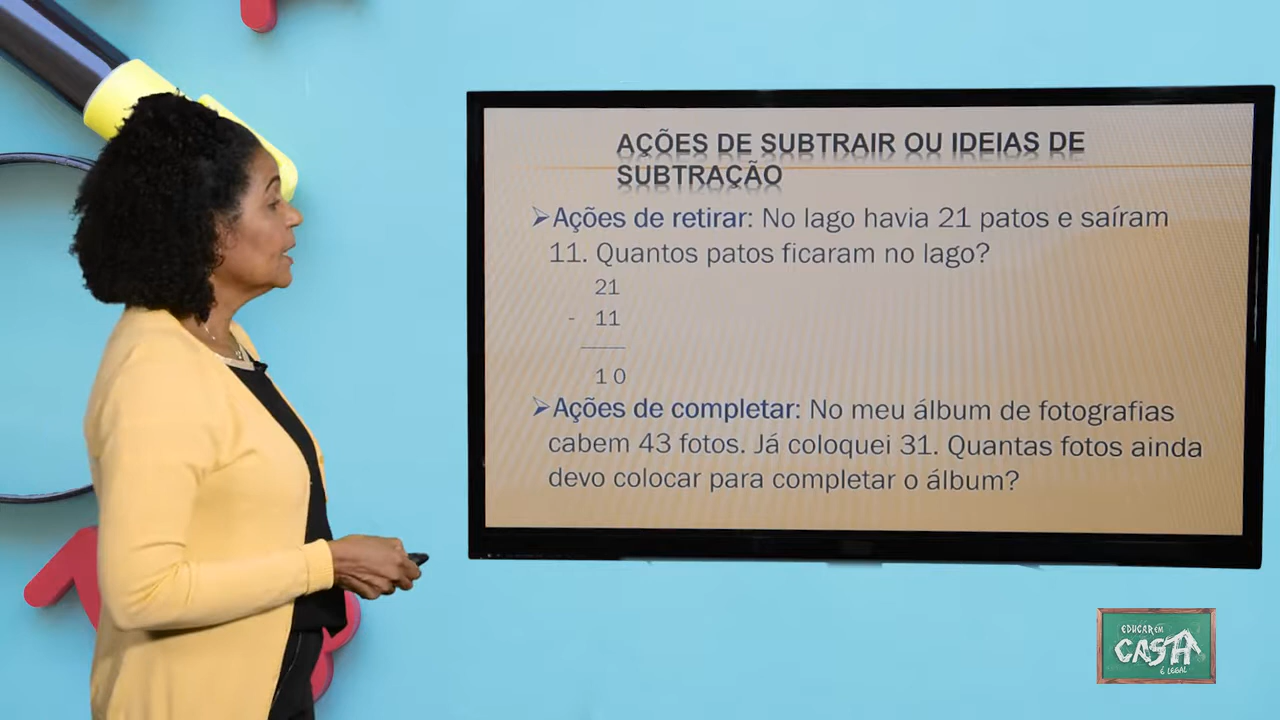 AÇÕES DE SUBTRAIR OU IDEIAS DE
SUBTRAÇÃO
➢Ações de retirar: No lago havia 21 patos e saíram
11. Quantos patos ficaram no lago?
21
- 11
10
➢Ações de completar: No meu álbum de fotografias
cabem 43 fotos. Já coloquei 31. Quantas fotos ainda
devo colocar para completar o álbum?
EDUCAR EM
CASA
É LEGAL